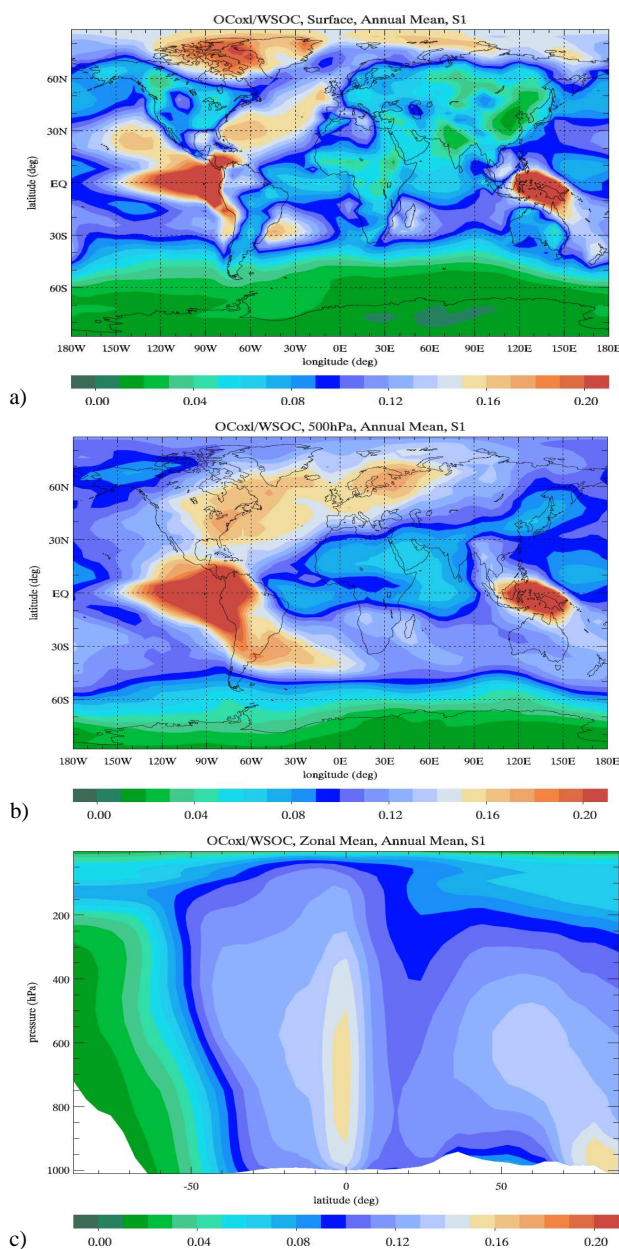 OCoxl/WSOC, Surface, Annual Mean, S1
60N
30N
EQ
30S
60S
latitude (deg)
180W 150W 120W 90W 60W 30W 0E 30E 60E 90E 120E 150E 180E
longitude (deg)
0.00 0.04 0.08 0.12 0.16 0.20
a)
OCoxl/WSOC, 500hPa, Annual Mean, S1
60N
30N
EQ
30S
60S
latitude (deg)
180W 150W 120W 90W 60W 30W 0E 30E 60E 90E 120E 150E 180E
longitude (deg)
0.00 0.04 0.08 0.12 0.16 0.20
b)
OCoxl/WSOC, Zonal Mean, Annual Mean, S1
200
400
600
800
1000
pressure (hPa)
-50 0 50
latitude (deg)
0.00 0.04 0.08 0.12 0.16 0.20
c)